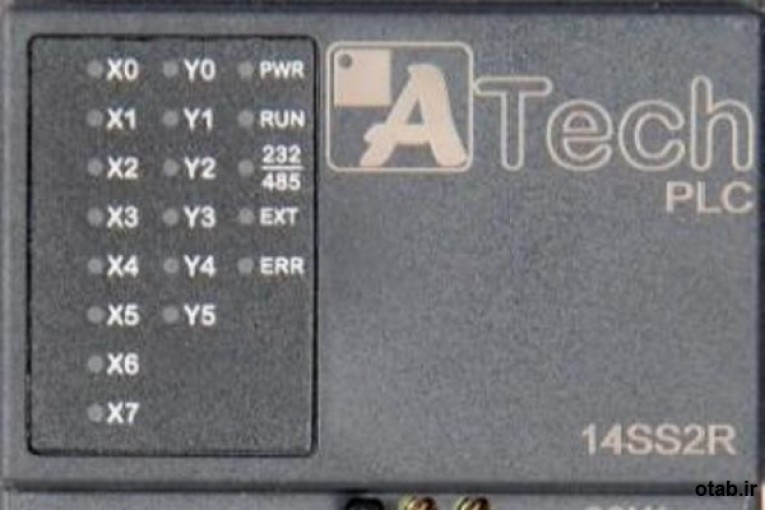 X0 Y0 PWR
X1 Y1 RUN
X2 Y2 232
485
X3 Y3 EXT
X4 Y4 ERR
X5 Y5
X6
X7
ATech
PLC
14SS2R
otab.ir